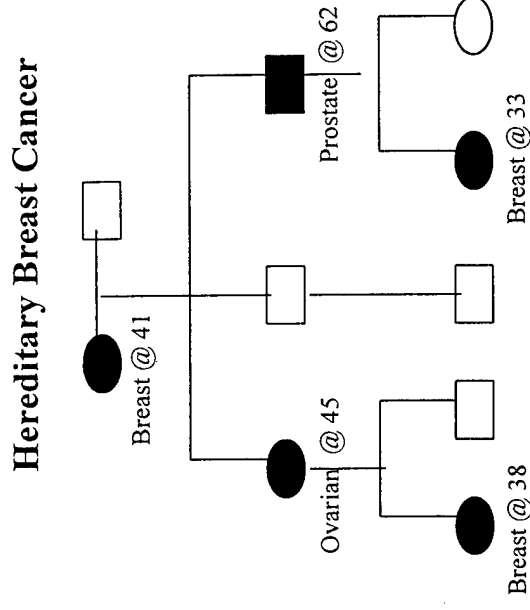 Hereditary Breast Cancer
Breast @ 41
Ovarian @ 45
Prostate @ 62
Breast @ 38
Breast @ 33